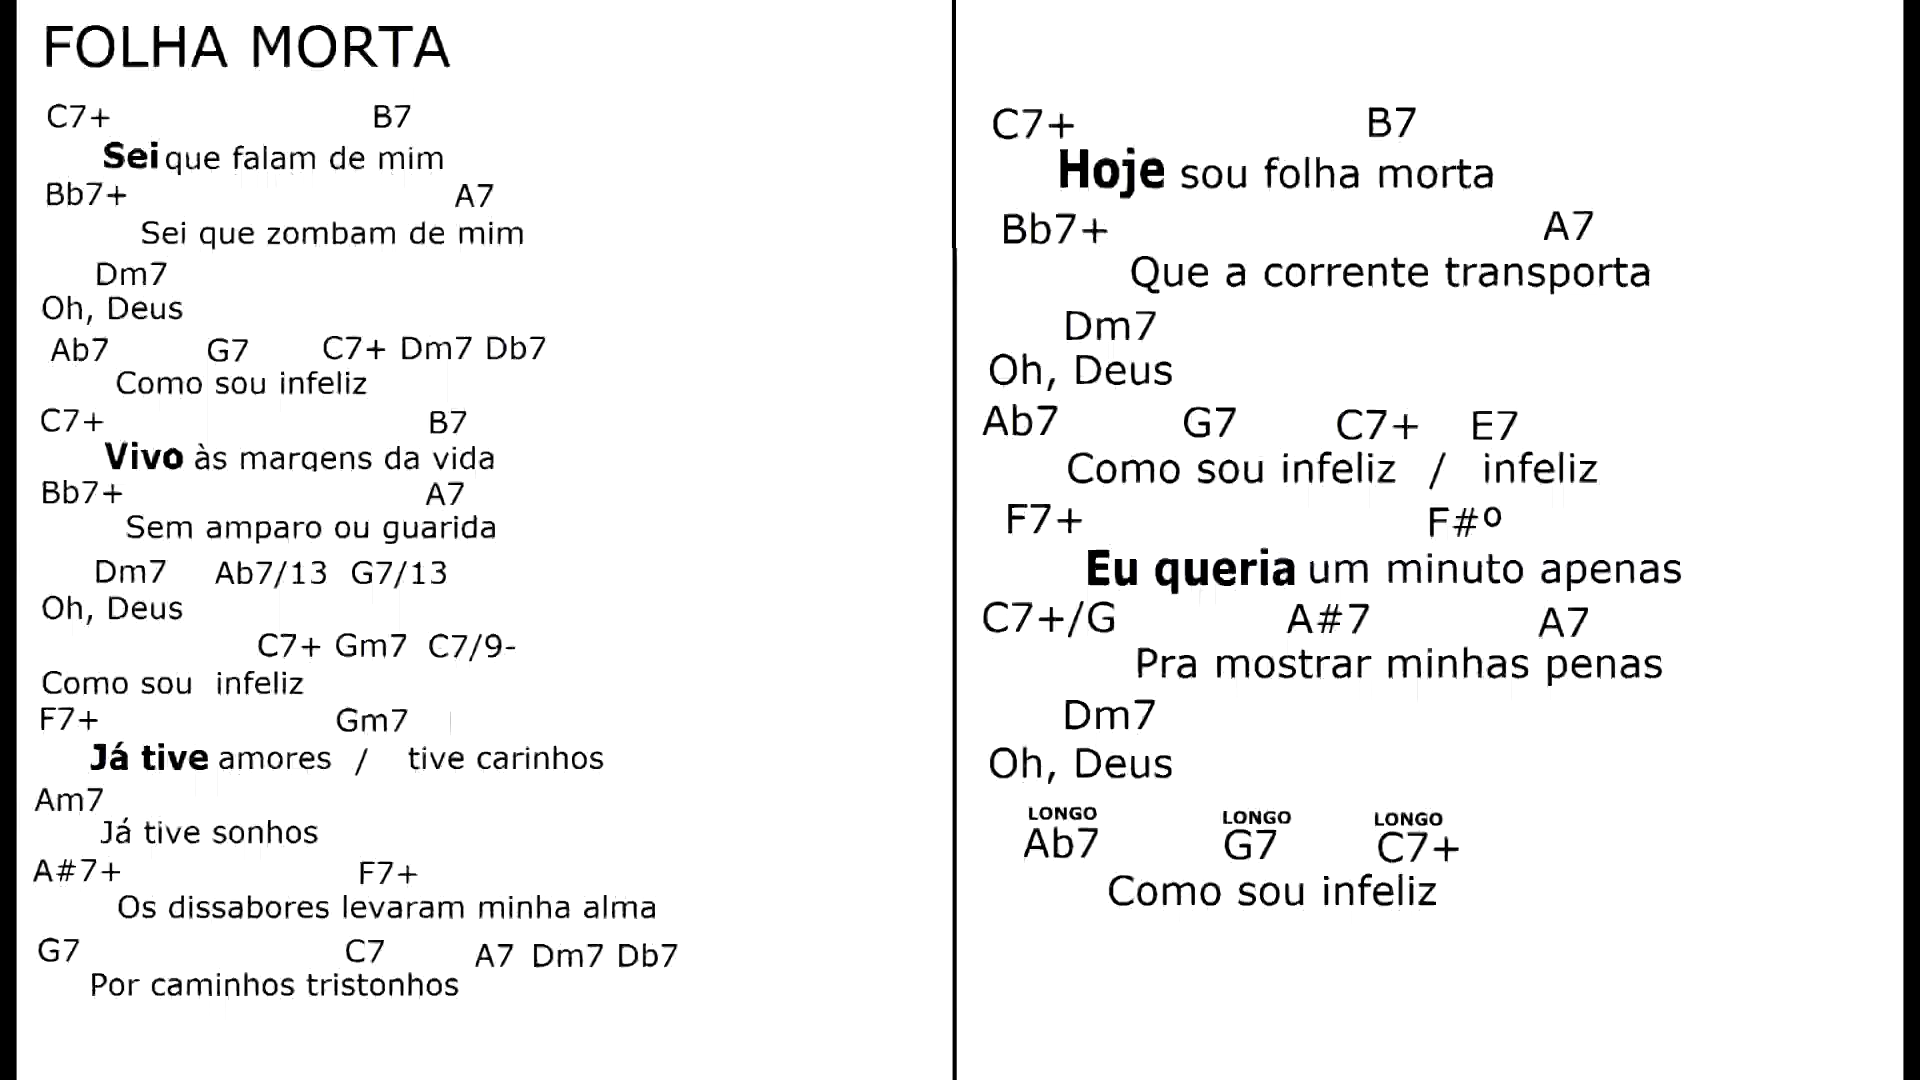 FOLHA MORTA
C7+ B7
Sei que falam de mim
Bb7+ A7
Sei que zombam de mim
Dm7
Oh, Deus
Ab7 G7 C7+ Dm7 Db7
Como sou infeliz
C7+ B7
Vivo às margens da vida
Bb7+ A7
Sem amparo ou guarida
Dm7 Ab7/13 G7/13
Oh, Deus
C7+ Gm7 C7/9-
Como sou infeliz
F7+ Gm7
Já tive amores / tive carinhos
Am7
Já tive sonhos
A#7+ F7+
Os dissabores levaram minha alma
G7 C7 A7 Dm7 Db7
Por caminhos tristonhos
C7+ B7
Hoje sou folha morta
Bb7+ A7
Que a corrente transporta
Dm7
Oh, Deus
Ab7 G7 C7+ E7
Como sou infeliz / infeliz
F7+ F#º
Eu queria um minuto apenas
C7+/G A#7 A7
Pra mostrar minhas penas
Dm7
Oh, Deus
LONGO LONGO LONGO
Ab7 G7 C7+
Como sou infeliz